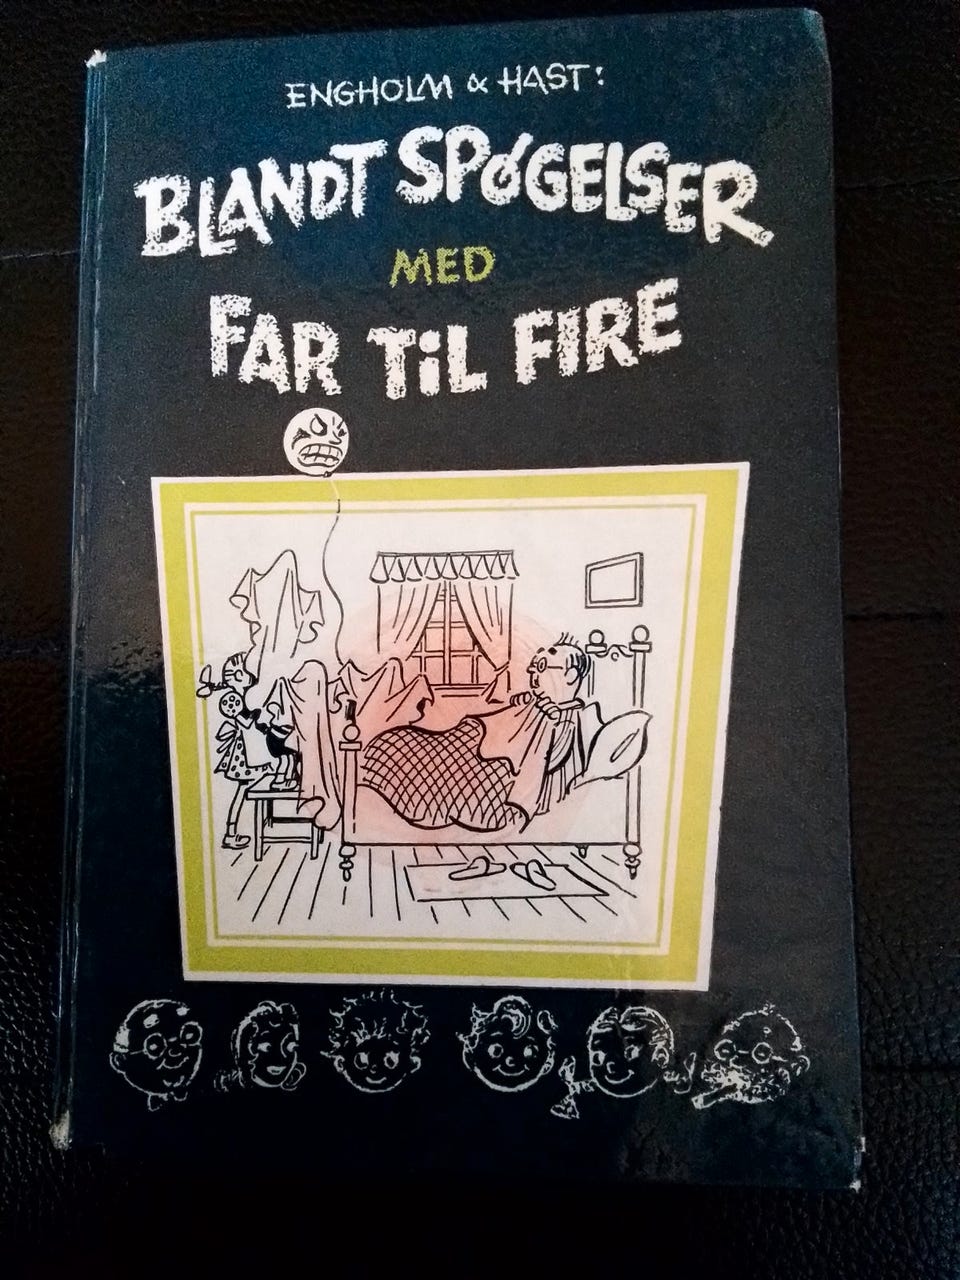 ENGHOLM & HAST:
BLANDT SPØGELSER
MED
FAR TiL FIRE